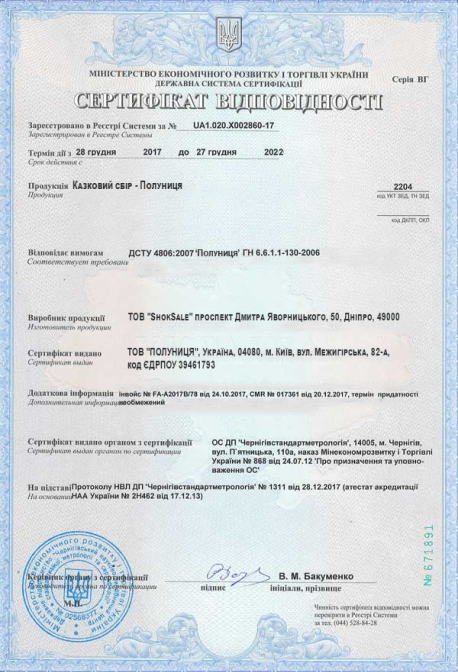 МІНІСТЕРСТВО ЕКОНОМІЧНОГО РОЗВИТКУ І ТОРГІВЛІ УКРАЇНИ
ДЕРЖАВНА СИСТЕМА СЕРТИФІКАЦІЇ
Серія ВГ
СЕРТИФІКАТ ВІДПОВІДНОСТІ
Зареєстровано в Реєстрі Системи за № UA1.020.X002860-17
Зарегистрирован в Реестре Системы
Термін дії з 28 грудня 2017 до 27 грудня 2022
Срок действия с
Продукція Казковий сбір - Полуниця 2204
Продукция код УКТ ЗЕД, ТН ЗЕД
код ДКПП, ОКП
Відповідає вимогам ДСТУ 4806:2007 'Полуниця' ГН 6.6.1.1-130-2006
Соответствует требован
Виробник продукції ТОВ "ShokSale" проспект Дмитра Яворницького, 50, Дніпро, 49000
Изготовитель продукции
Сертифікат видано ТОВ "ПОЛУНИЦЯ", Україна, 04080, м. Київ, вул. Межигірська, 82-а,
Сертификат выдан код ЄДРПОУ 39461793
Додаткова інформація Інвойс № FA-A2017B/78 від 24.10.2017, CMR № 017361 від 20.12.2017, термін придатності
Дополнительная информаци необмежений
Сертифікат видано органом з сертифікації ОС ДП 'Чернігівстандартметрологія', 14005, м. Чернігів,
Сертификат выдан органом по сертификации вул. П'ятницька, 110а, наказ Мінекономрозвитку і Торгівлі
України № 868 від 24.07.12 'Про призначення та уповно-
важення ОС'
На підставі Протоколу НВЛ ДП 'Чернігівстандартметрологія' № 1311 від 28.12.2017 (атестат акредитації
На основании НАА України № 2Н462 від 17.12.13)
№ 671891
Керівник органу з сертифікації В. М. Бакуменко
підпис ініціали, прізвище
М.П.
Чинність сертифіката відповідності можна
перевірити в Реєстрі Системи
за тел. (044) 528-84-28